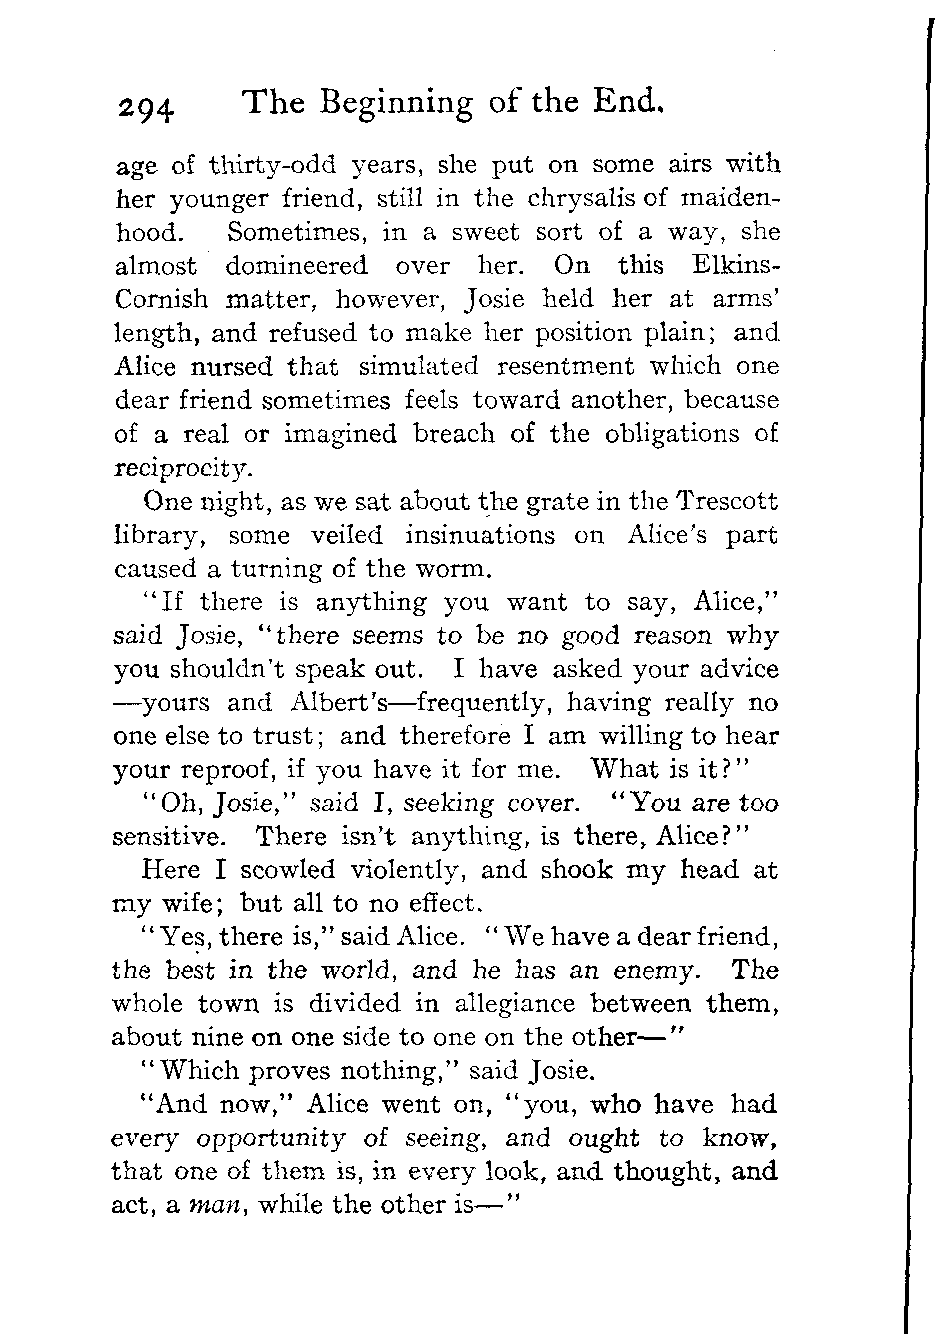 294 The Beginning of the End.
age of thirty-odd years, she put on some airs with
her younger friend, still in the chrysalis of maiden-
hood. Sometimes, in a sweet sort of a way, she
almost domineered over her. On this Elkins-
Cornish matter, however, Josie held her at arms'
length, and refused to make her position plain; and
Alice nursed that simulated resentment which one
dear friend sometimes feels toward another, because
of a real or imagined breach of the obligations of
reciprocity.
One night, as we sat about the grate in the Trescott
library, some veiled insinuations on Alice's part
caused a turning of the worm.
"If there is anything you want to say, Alice,"
said Josie, "there seems to be no good reason why
you shouldn't speak out. I have asked your advice
—yours and Albert's—frequently, having really no
one else to trust; and therefore I am willing to hear
your reproof, if you have it for me. What is it?"
"Oh, Josie," said I, seeking cover. "You are too
sensitive. There isn't anything, is there, Alice?"
Here I scowled violently, and shook my head at
my wife; but all to no effect.
"Yes, there is," said Alice. "We have a dear friend,
the best in the world, and he has an enemy. The
whole town is divided in allegiance between them,
about nine on one side to one on the other—"
"Which proves nothing," said Josie.
"And now," Alice went on, "you, who have had
every opportunity of seeing, and ought to know,
that one of them is, in every look, and thought, and
act, a man, while the other is—"